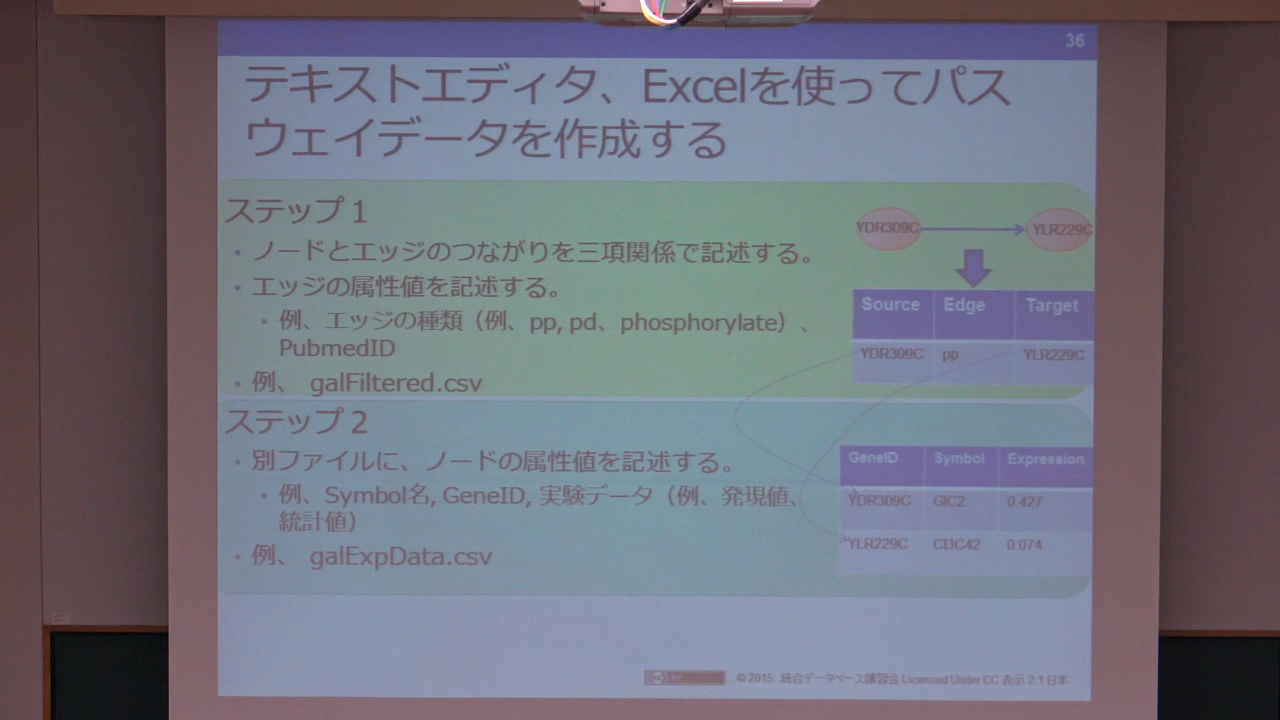 36
テキストエディタ、Excelを使ってパス
ウェイデータを作成する
ステップ1
・ノードとエッジのつながりを三項関係で記述する。
・エッジの属性値を記述する。
・例、エッジの種類（例、pp, pd、phosphorylate）、
PubmedID
・例、 galFiltered.csv
YDR309C YLR229C
Source Edge Target
YDR309C pp YLR229C
ステップ2
・別ファイルに、ノードの属性値を記述する。
・例、Symbol名, GeneID, 実験データ（例、発現値、
統計値）
・例、 galExpData.csv
GeneID Symbol Expression
YDR309C GIC2 0.427
YLR229C CDC42 0.074
© 2015 統合データベース講習会 Licensed Under CC 表示 2.1 日本